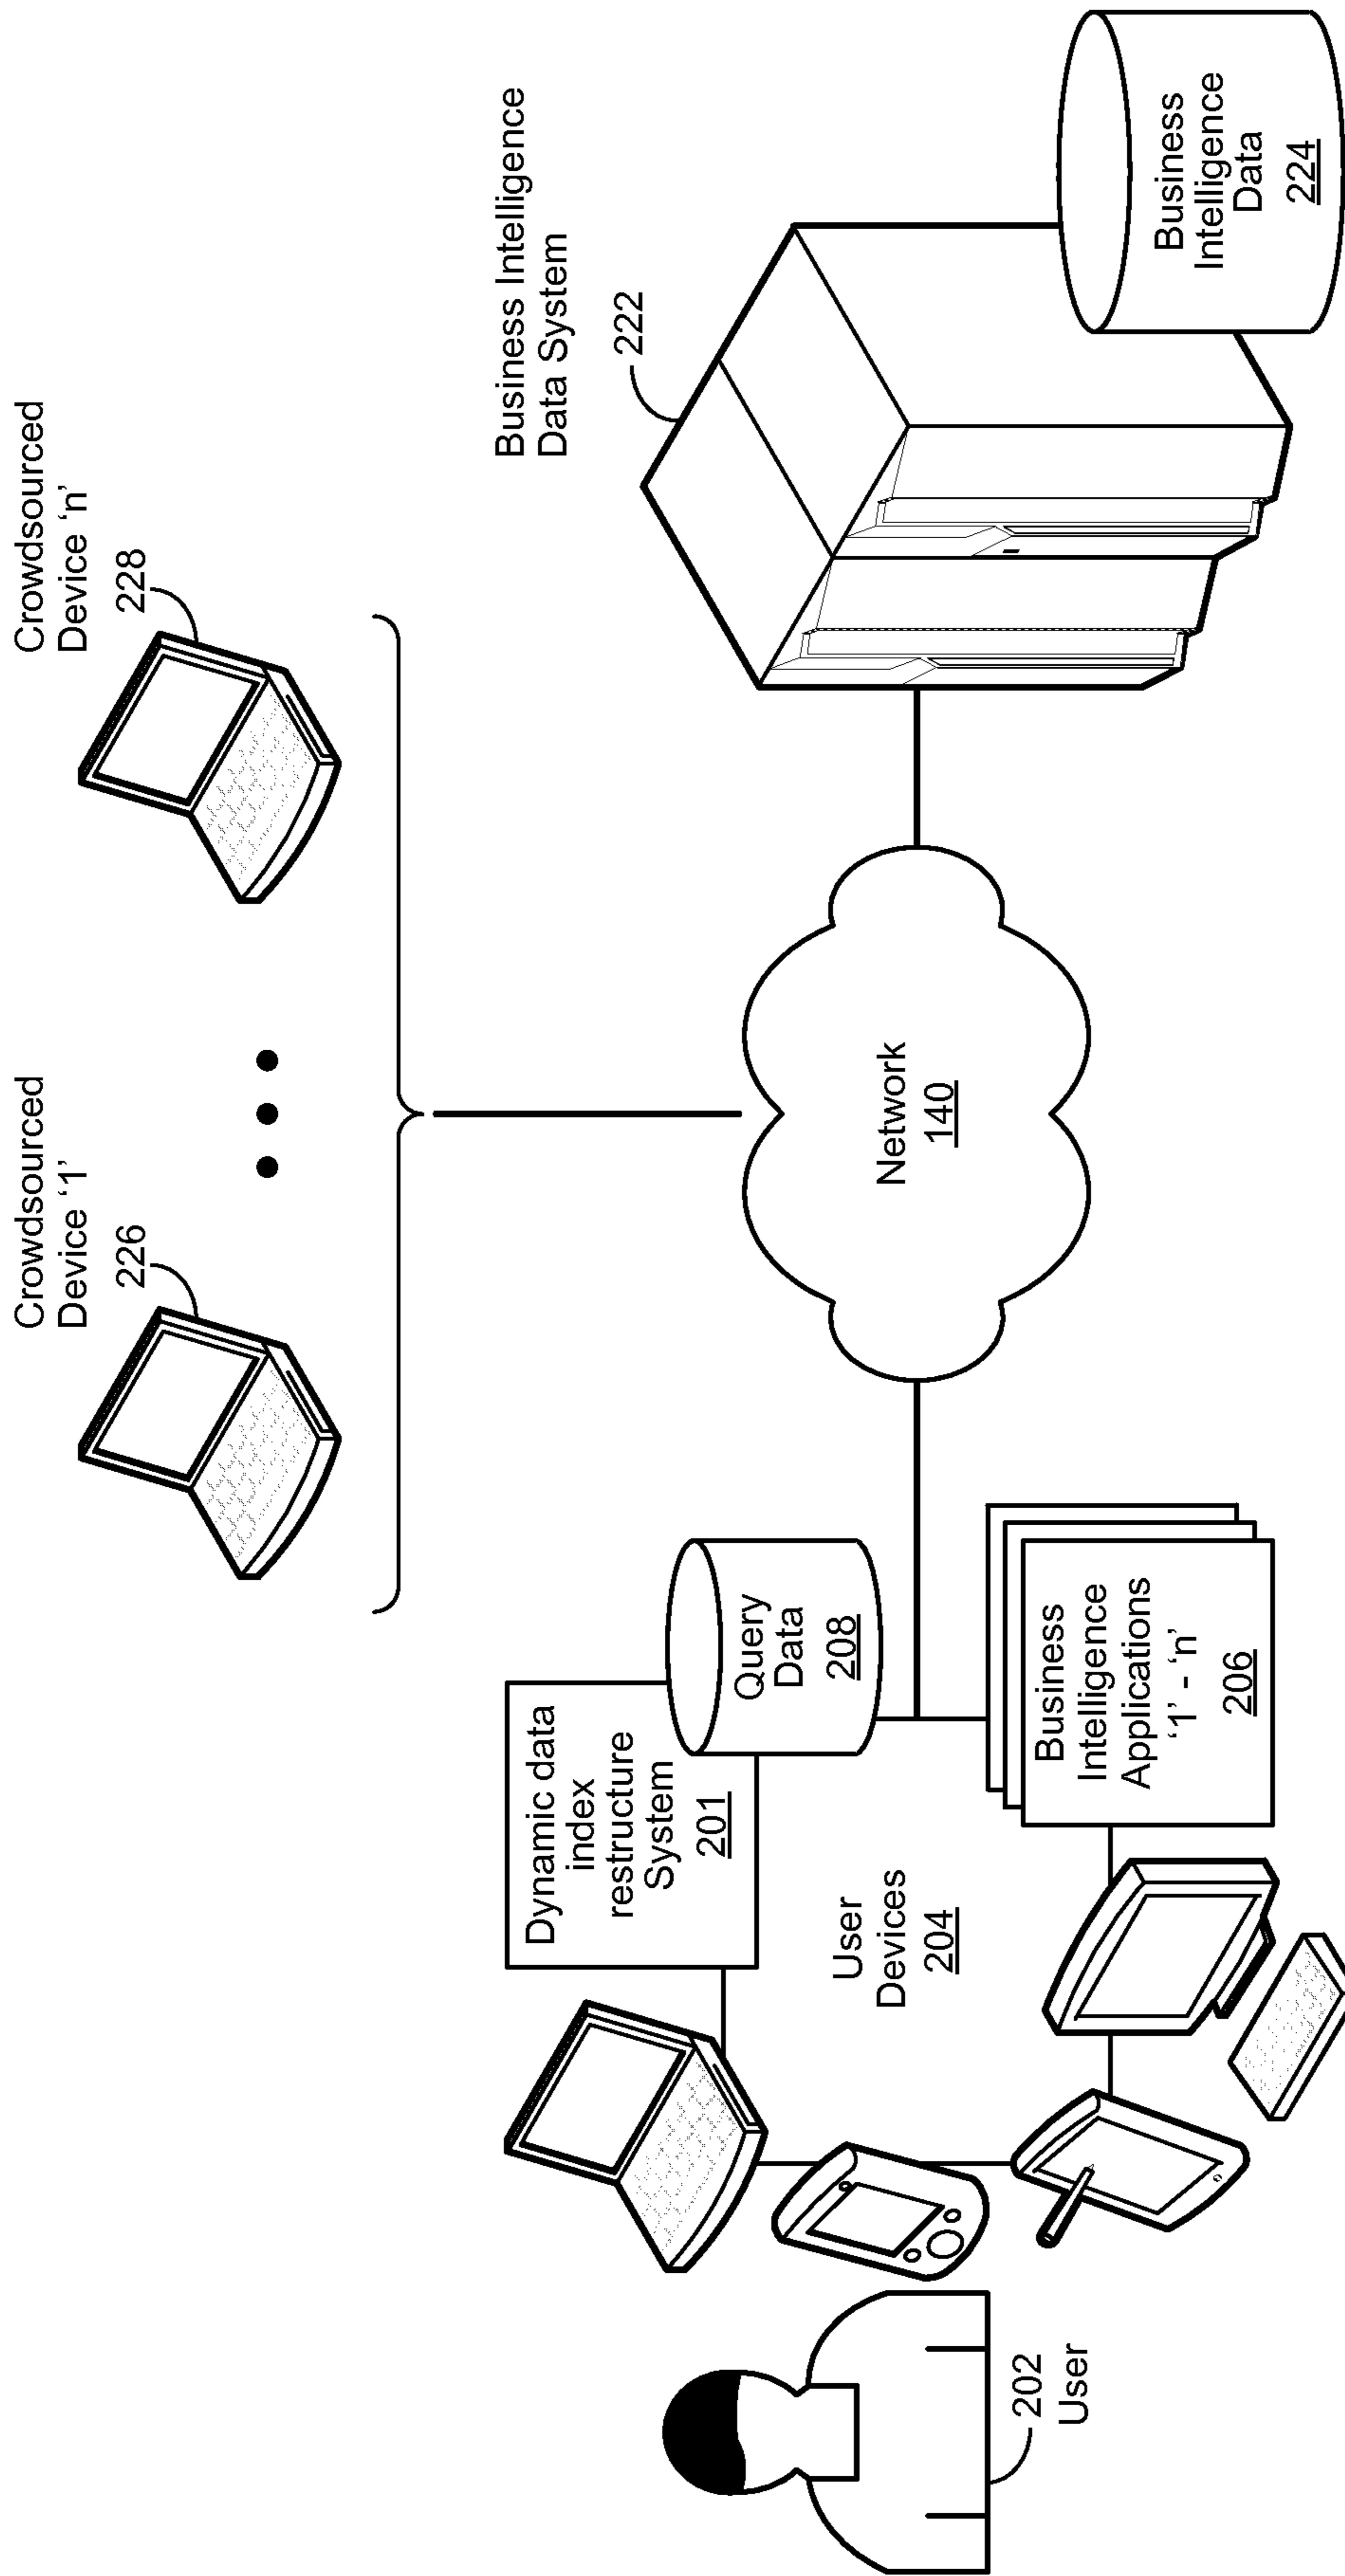 Crowdsourced
Device ‘1’
226
Crowdsourced
Device ‘n’
228
Business Intelligence
Data System
222
Dynamic data
index
restructure
System
201
Query
Data
208
User
Devices
204
Network
140
Business
Intelligence
Data
224
Business
Intelligence
Applications
‘1’ - ‘n’
206
202
User